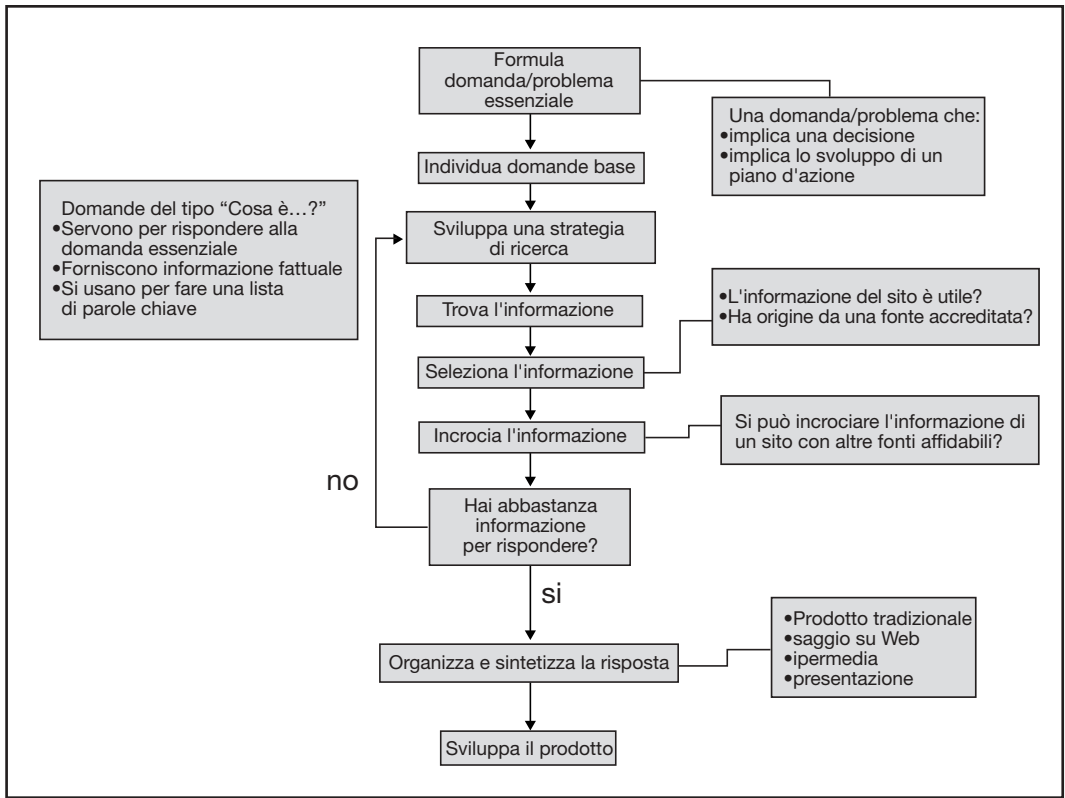 Formula
domanda/problema
essenziale
Una domanda/problema che:
•implica una decisione
•implica lo svoluppo di un
piano d'azione
Individua domande base
Domande del tipo “Cosa è…?”
•Servono per rispondere alla
domanda essenziale
•Forniscono informazione fattuale
•Si usano per fare una lista
di parole chiave
Sviluppa una strategia
di ricerca
Trova l'informazione
•L'informazione del sito è utile?
•Ha origine da una fonte accreditata?
Seleziona l'informazione
Si può incrociare l'informazione di
un sito con altre fonti affidabili?
Incrocia l'informazione
no
Hai abbastanza
informazione
per rispondere?
si
•Prodotto tradizionale
•saggio su Web
•ipermedia
•presentazione
Organizza e sintetizza la risposta
Sviluppa il prodotto